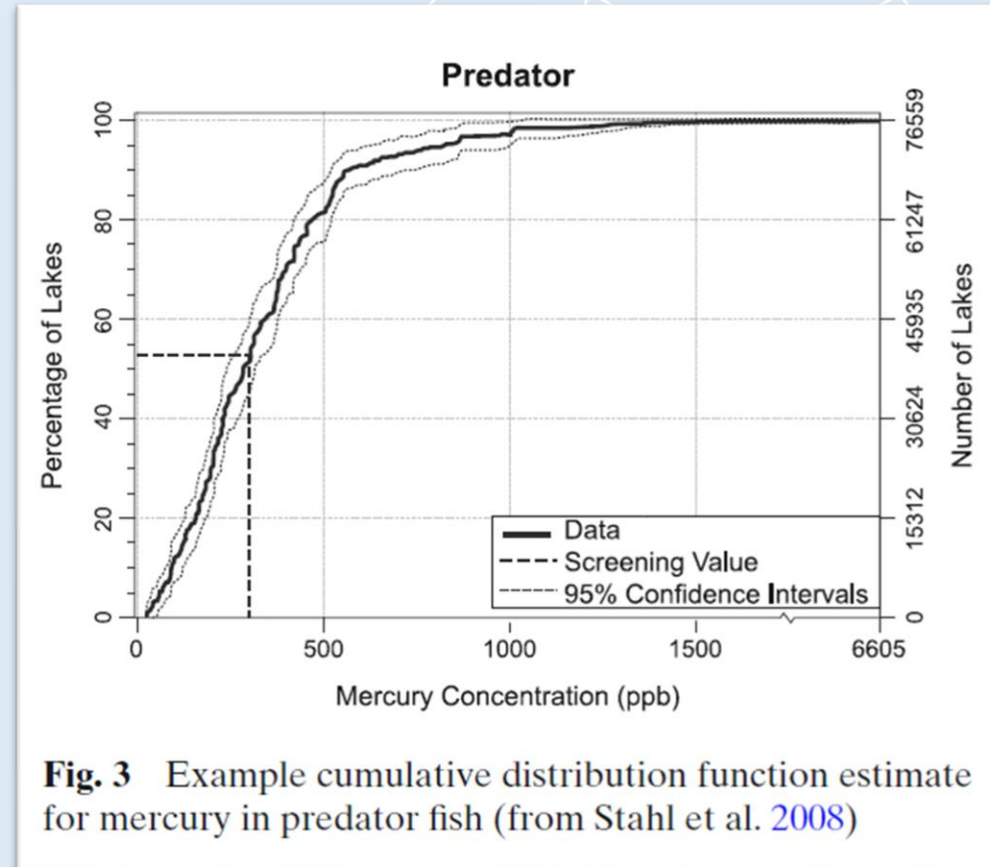 Predator
100
80
60
40
20
0
Percentage of Lakes
76559
61247
45935
30624
15312
0
Number of Lakes
Data
Screening Value
95% Confidence Intervals
0 500 1000 1500 6605
Mercury Concentration (ppb)
Fig. 3 Example cumulative distribution function estimate
for mercury in predator fish (from Stahl et al. 2008)